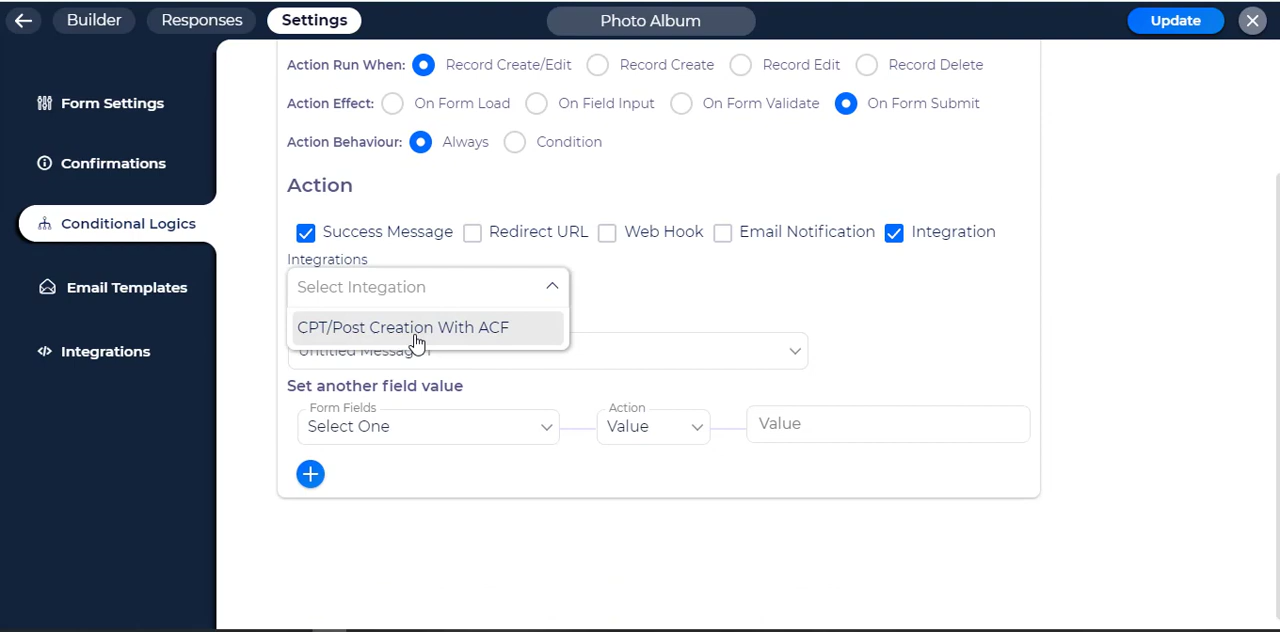 Builder Responses Settings Photo Album Update
Form Settings
Confirmations
Conditional Logics
Email Templates
Integrations
Action Run When: Record Create/Edit Record Create Record Edit Record Delete
Action Effect: On Form Load On Field Input On Form Validate On Form Submit
Action Behaviour: Always Condition
Action
Success Message Redirect URL Web Hook Email Notification Integration
Integrations
Select Integation
CPT/Post Creation With ACF
Untitled Message 1
Set another field value
Form Fields Action
Select One Value Value